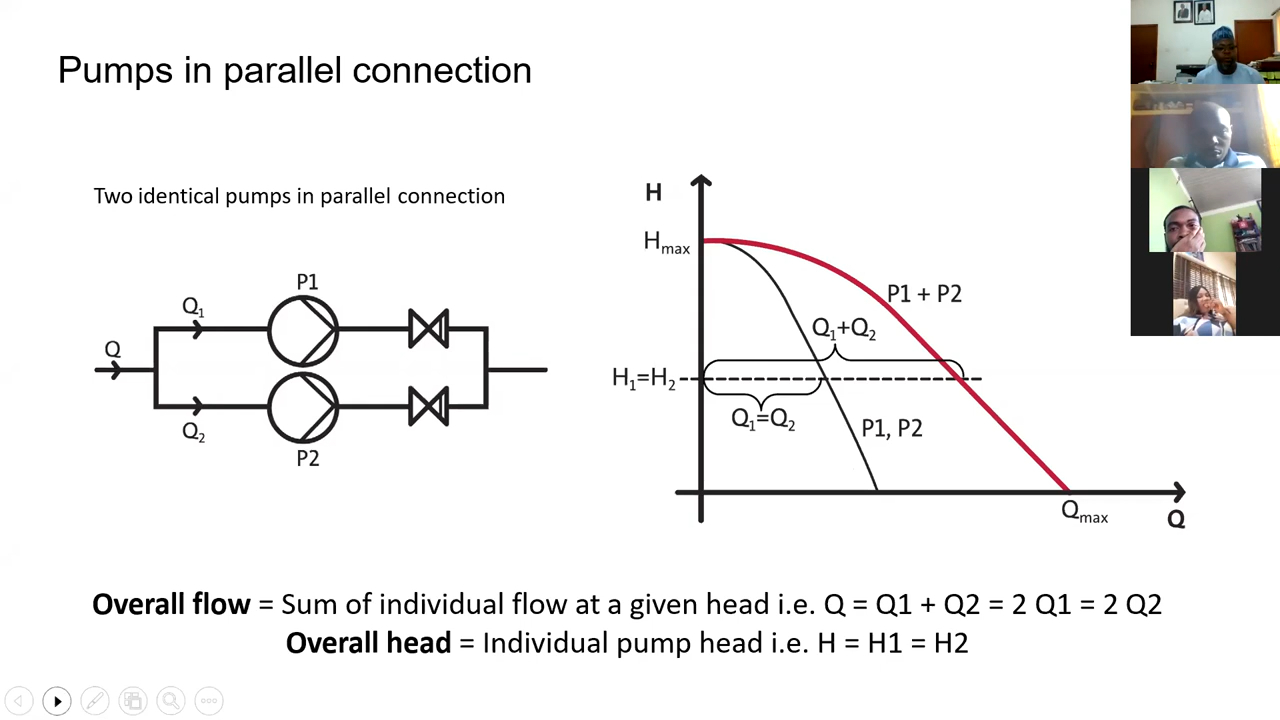 Pumps in parallel connection
Two identical pumps in parallel connection
P1
Q₁
Q
Q₂
P2
H
Hmax
P1 + P2
Q₁+Q₂
H₁=H₂
Q₁=Q₂
P1, P2
Qmax
Q
Overall flow = Sum of individual flow at a given head i.e. Q = Q1 + Q2 = 2 Q1 = 2 Q2
Overall head = Individual pump head i.e. H = H1 = H2